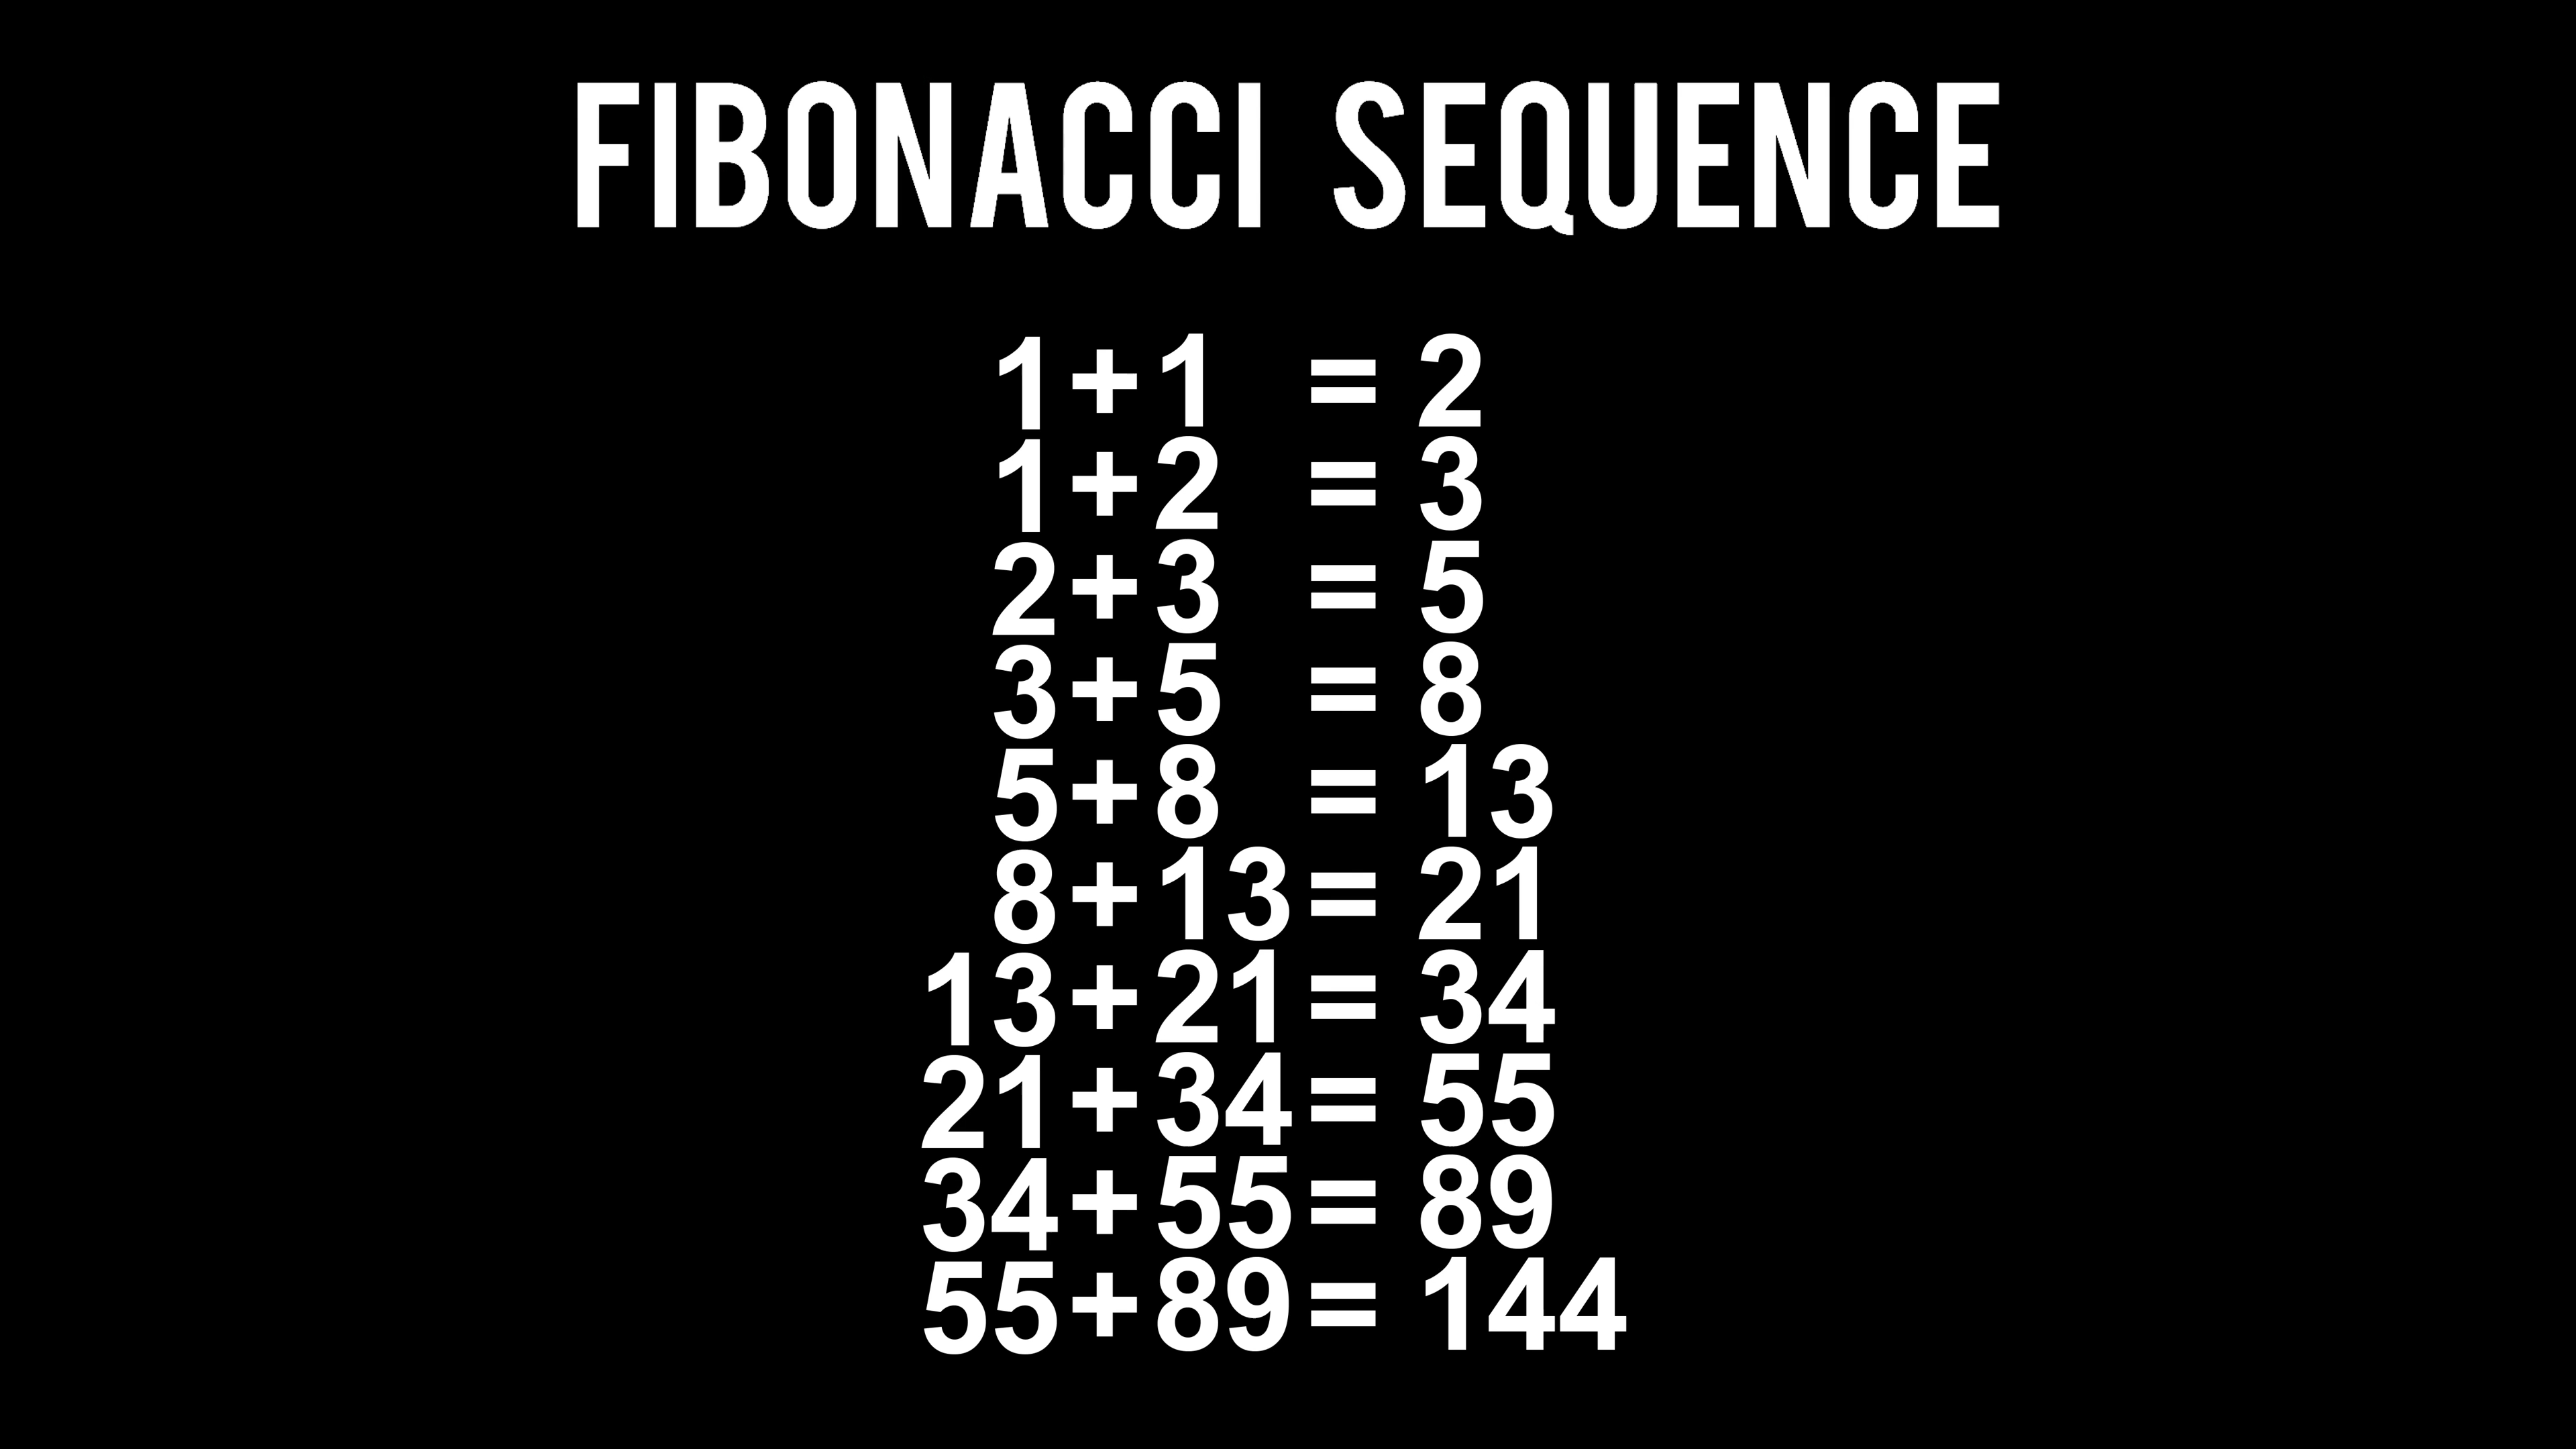 FIBONACCI SEQUENCE
1+1 = 2
1+2 = 3
2+3 = 5
3+5 = 8
5+8 = 13
8+13= 21
13+21= 34
21+34= 55
34+55= 89
55+89= 144